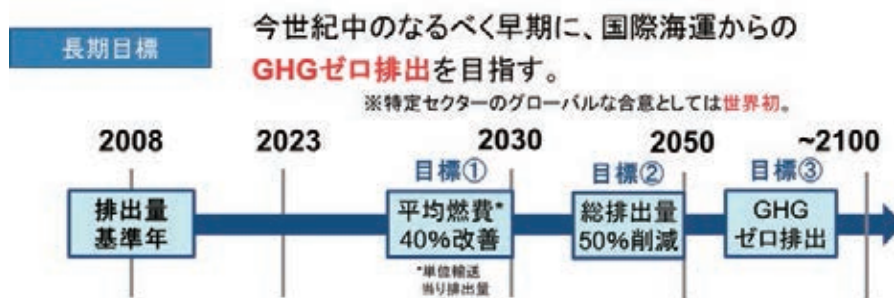 長期目標
今世紀中のなるべく早期に、国際海運からの
GHGゼロ排出を目指す。
※特定セクターのグローバルな合意としては世界初。
2008
2023
2030
2050
~2100
目標①
目標②
目標③
排出量
基準年
平均燃費*
40%改善
総排出量
50%削減
GHG
ゼロ排出
*単位輸送
当り排出量